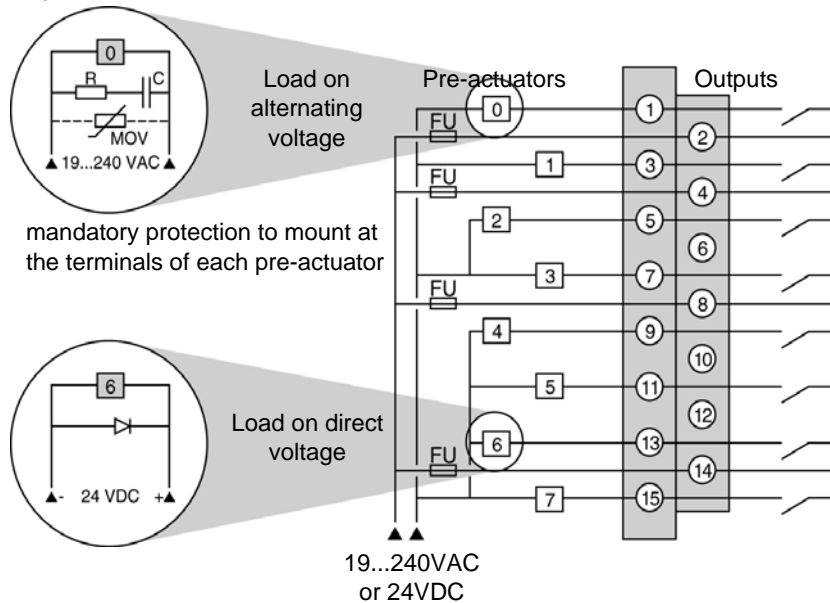 0
R
C
MOV
19...240 VAC
mandatory protection to mount at
the terminals of each pre-actuator
Load on
alternating
voltage
Pre-actuators
Outputs
0
1
FU
2
1
3
FU
4
2
5
6
3
7
FU
8
4
9
10
5
11
12
6
13
FU
14
7
15
6
- 24 VDC +
Load on direct
voltage
19...240VAC
or 24VDC